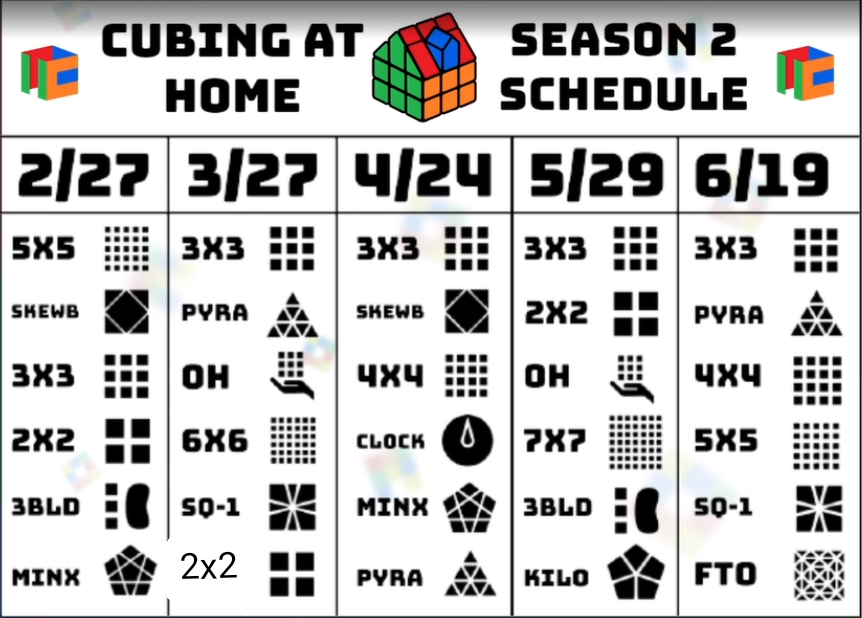 CUBING AT
HOME
SEASON 2
SCHEDULE
2/27 3/27 4/24 5/29 6/19
5X5 3X3 3X3 3X3 3X3
SKEWB PYRA SKEWB 2X2 PYRA
3X3 OH 4X4 OH 4X4
2X2 6X6 CLOCK 7X7 5X5
3BLD SQ-1 MINX 3BLD SQ-1
MINX 2x2 PYRA KILO FTO